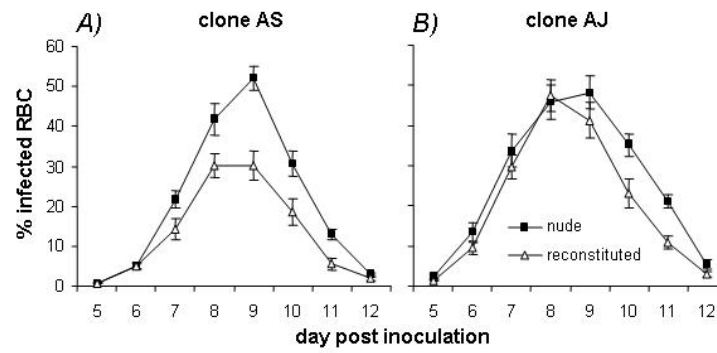 A) clone AS
B) clone AJ
% infected RBC
60
50
40
30
20
10
0
nude
reconstituted
5 6 7 8 9 10 11 12
5 6 7 8 9 10 11 12
day post inoculation